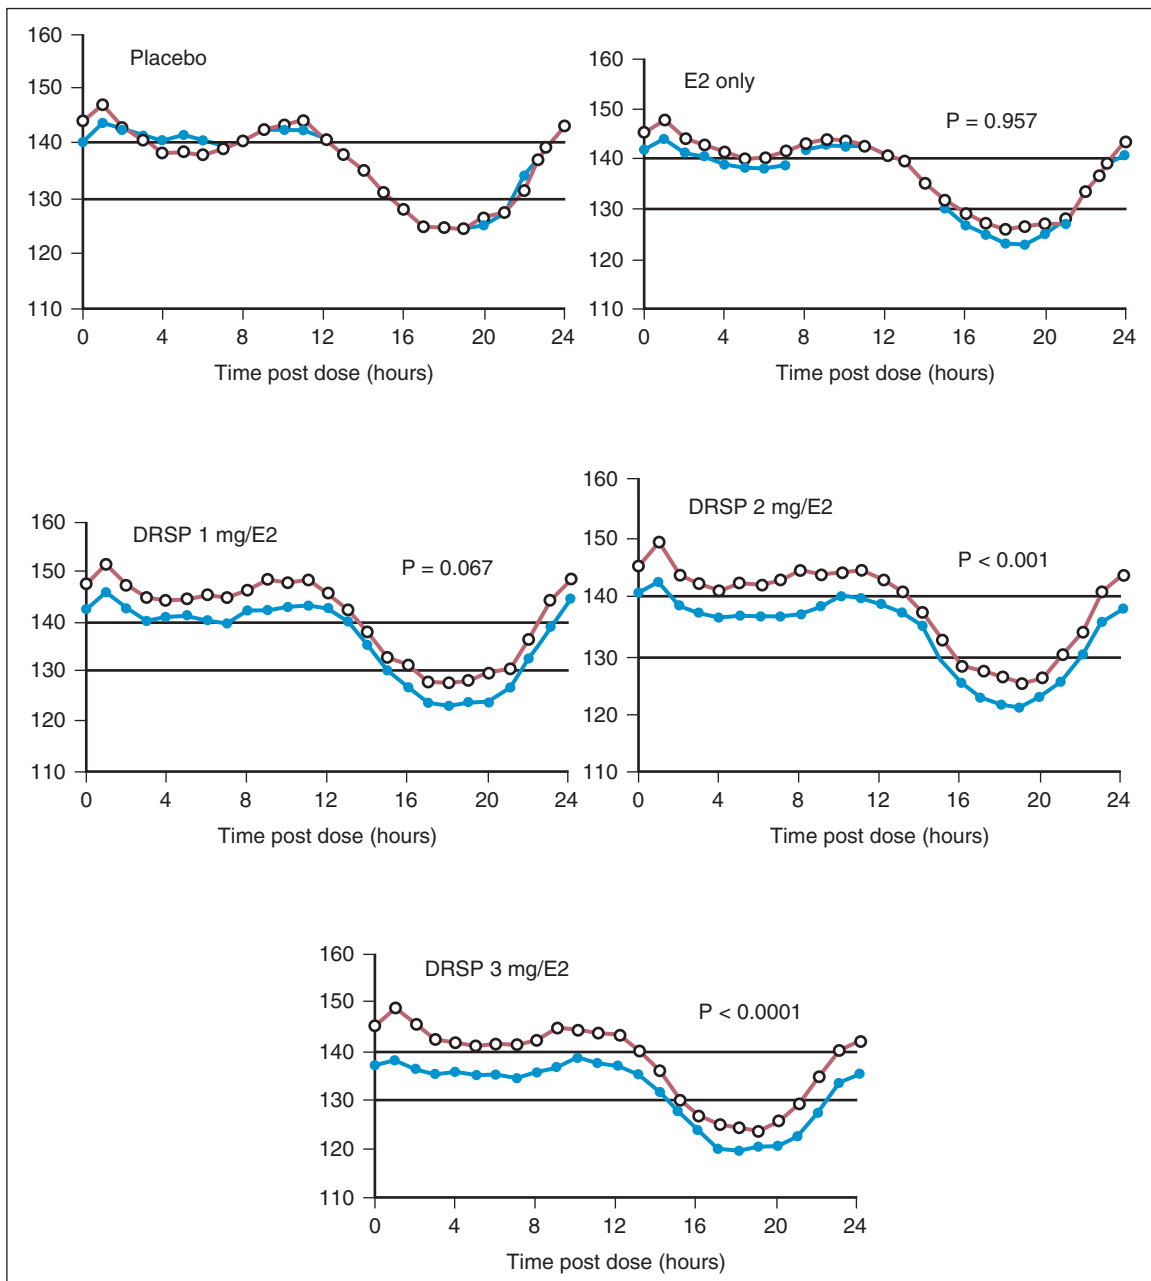 Placebo
160
150
140
130
120
110
0 4 8 12 16 20 24
Time post dose (hours)
E2 only
P = 0.957
160
150
140
130
120
110
0 4 8 12 16 20 24
Time post dose (hours)
DRSP 1 mg/E2
P = 0.067
160
150
140
130
120
110
0 4 8 12 16 20 24
Time post dose (hours)
DRSP 2 mg/E2
P < 0.001
160
150
140
130
120
110
0 4 8 12 16 20 24
Time post dose (hours)
DRSP 3 mg/E2
P < 0.0001
160
150
140
130
120
110
0 4 8 12 16 20 24
Time post dose (hours)